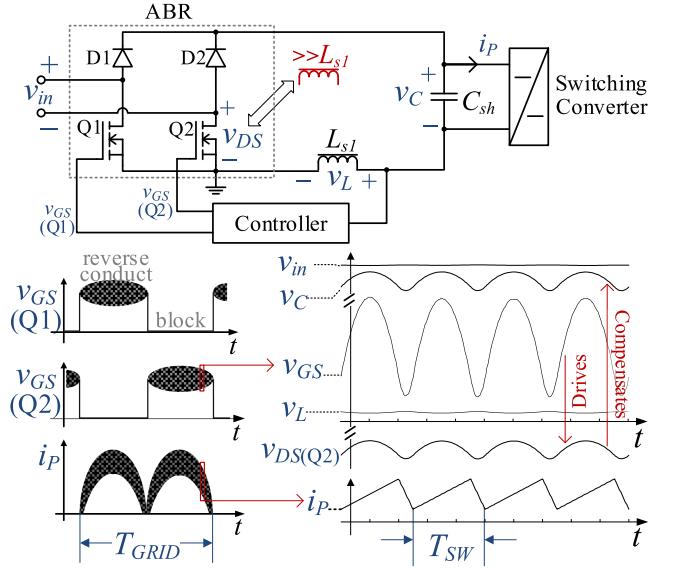 ABR
D1
D2
>>Ls1
iP
+
vin
−
+
vC
−
Csh
Switching
Converter
Q1
Q2
+
vDS
−
Ls1
− vL +
vGS
(Q1)
vGS
(Q2)
Controller
reverse
conduct
vGS
(Q1)
block
t
vGS
(Q2)
t
iP
t
TGRID
vin
vC
vGS
vL
t
Drives
Compensates
vDS(Q2)
iP
t
TSW